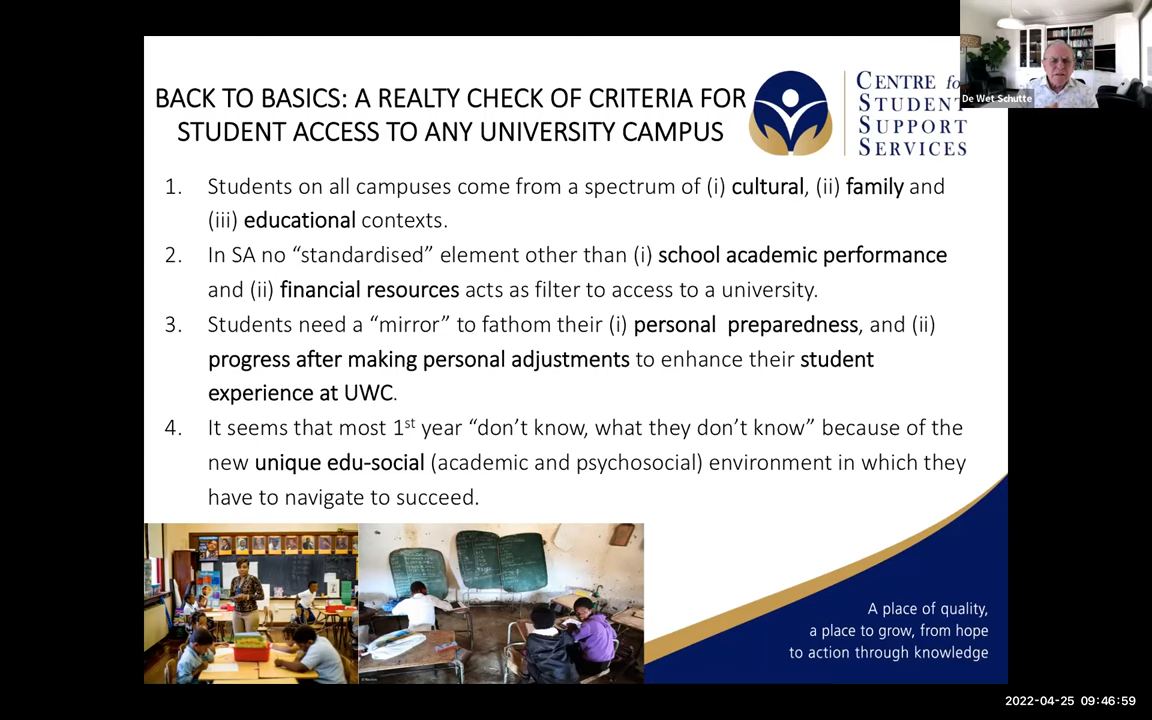 BACK TO BASICS: A REALTY CHECK OF CRITERIA FOR
STUDENT ACCESS TO ANY UNIVERSITY CAMPUS
CENTRE fo
STUDENT
SUPPORT
SERVICES
De Wet Schutte
1. Students on all campuses come from a spectrum of (i) cultural, (ii) family and
(iii) educational contexts.
2. In SA no “standardised” element other than (i) school academic performance
and (ii) financial resources acts as filter to access to a university.
3. Students need a “mirror” to fathom their (i) personal preparedness, and (ii)
progress after making personal adjustments to enhance their student
experience at UWC.
4. It seems that most 1st year “don’t know, what they don’t know” because of the
new unique edu-social (academic and psychosocial) environment in which they
have to navigate to succeed.
A place of quality,
a place to grow, from hope
to action through knowledge
2022-04-25 09:46:59